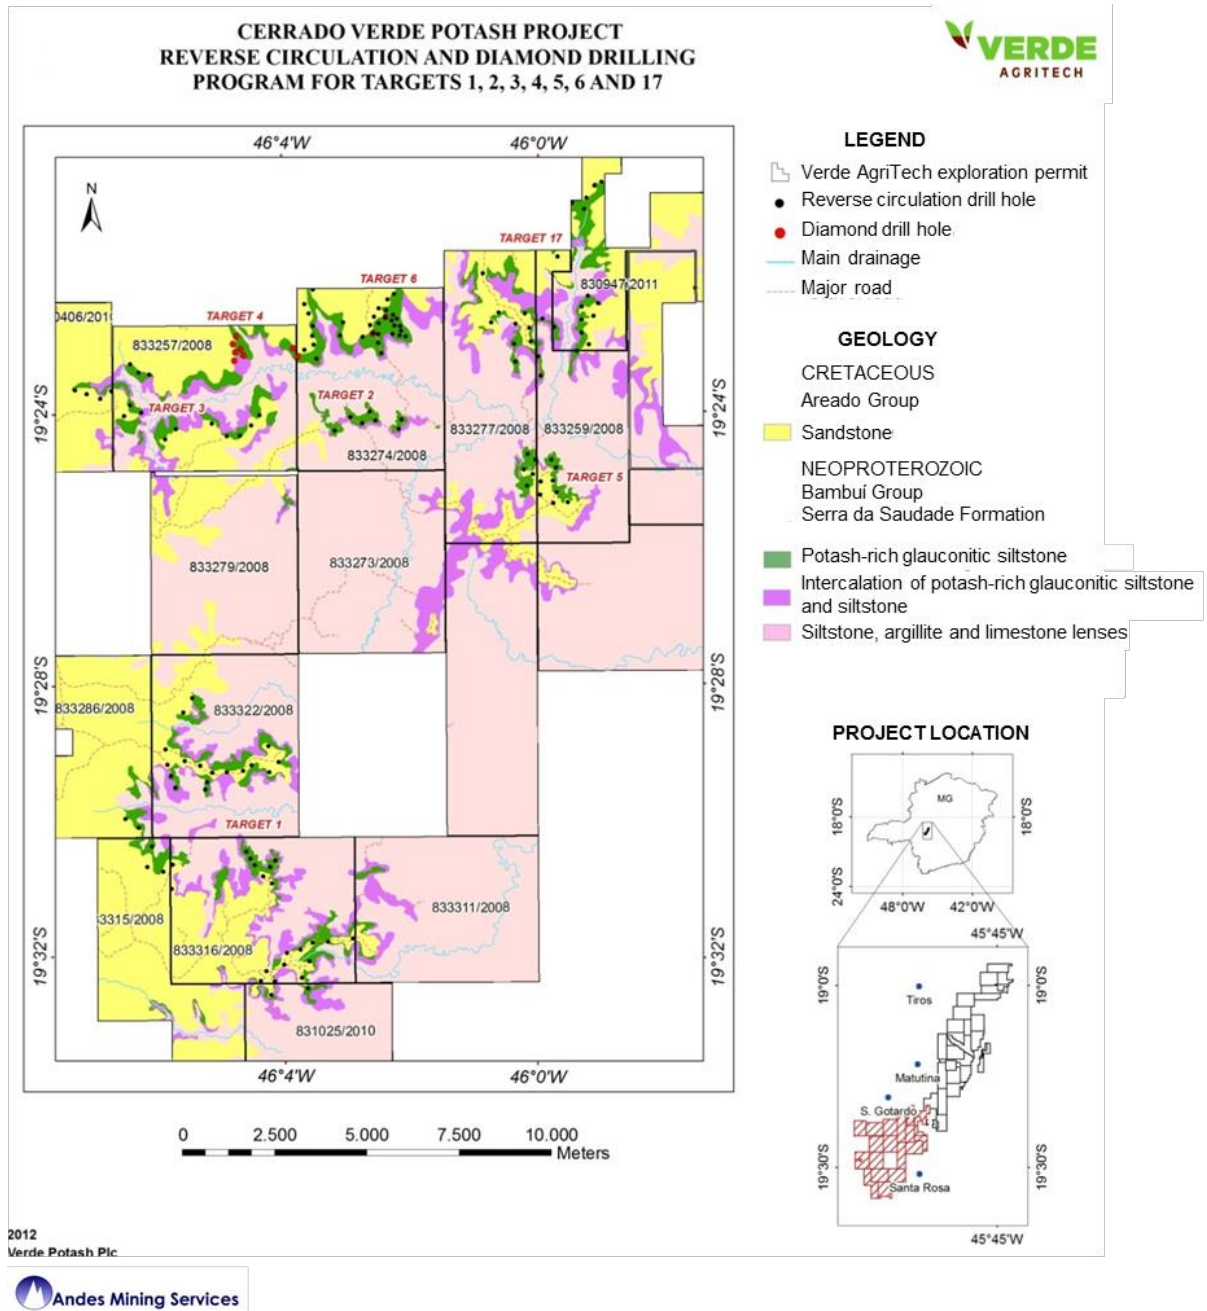 CERRADO VERDE POTASH PROJECT
REVERSE CIRCULATION AND DIAMOND DRILLING
PROGRAM FOR TARGETS 1, 2, 3, 4, 5, 6 AND 17
VERDE
AGRITECH
46°4'W
46°0'W
N
TARGET 17
TARGET 6
830947/2011
TARGET 4
833257/2008
TARGET 2
TARGET 3
19°24'S
19°24'S
833277/2008
833259/2008
833274/2008
TARGET 5
833279/2008
833273/2008
19°28'S
19°28'S
833286/2008
833322/2008
TARGET 1
3315/2008
833311/2008
833316/2008
19°32'S
19°32'S
831025/2010
46°4'W
46°0'W
0
2.500
5.000
7.500
10.000
Meters
LEGEND
Verde AgriTech exploration permit
Reverse circulation drill hole
Diamond drill hole
Main drainage
Major road
GEOLOGY
CRETACEOUS
Areado Group
Sandstone
NEOPROTEROZOIC
Bambuí Group
Serra da Saudade Formation
Potash-rich glauconitic siltstone
Intercalation of potash-rich glauconitic siltstone
and siltstone
Siltstone, argillite and limestone lenses
PROJECT LOCATION
MG
18°0'S
18°0'S
24°0'S
48°0'W
42°0'W
45°45'W
19°0'S
19°0'S
Tiros
Matutina
S. Gotardo
19°30'S
19°30'S
Santa Rosa
45°45'W
2012
Verde Potash Plc
Andes Mining Services